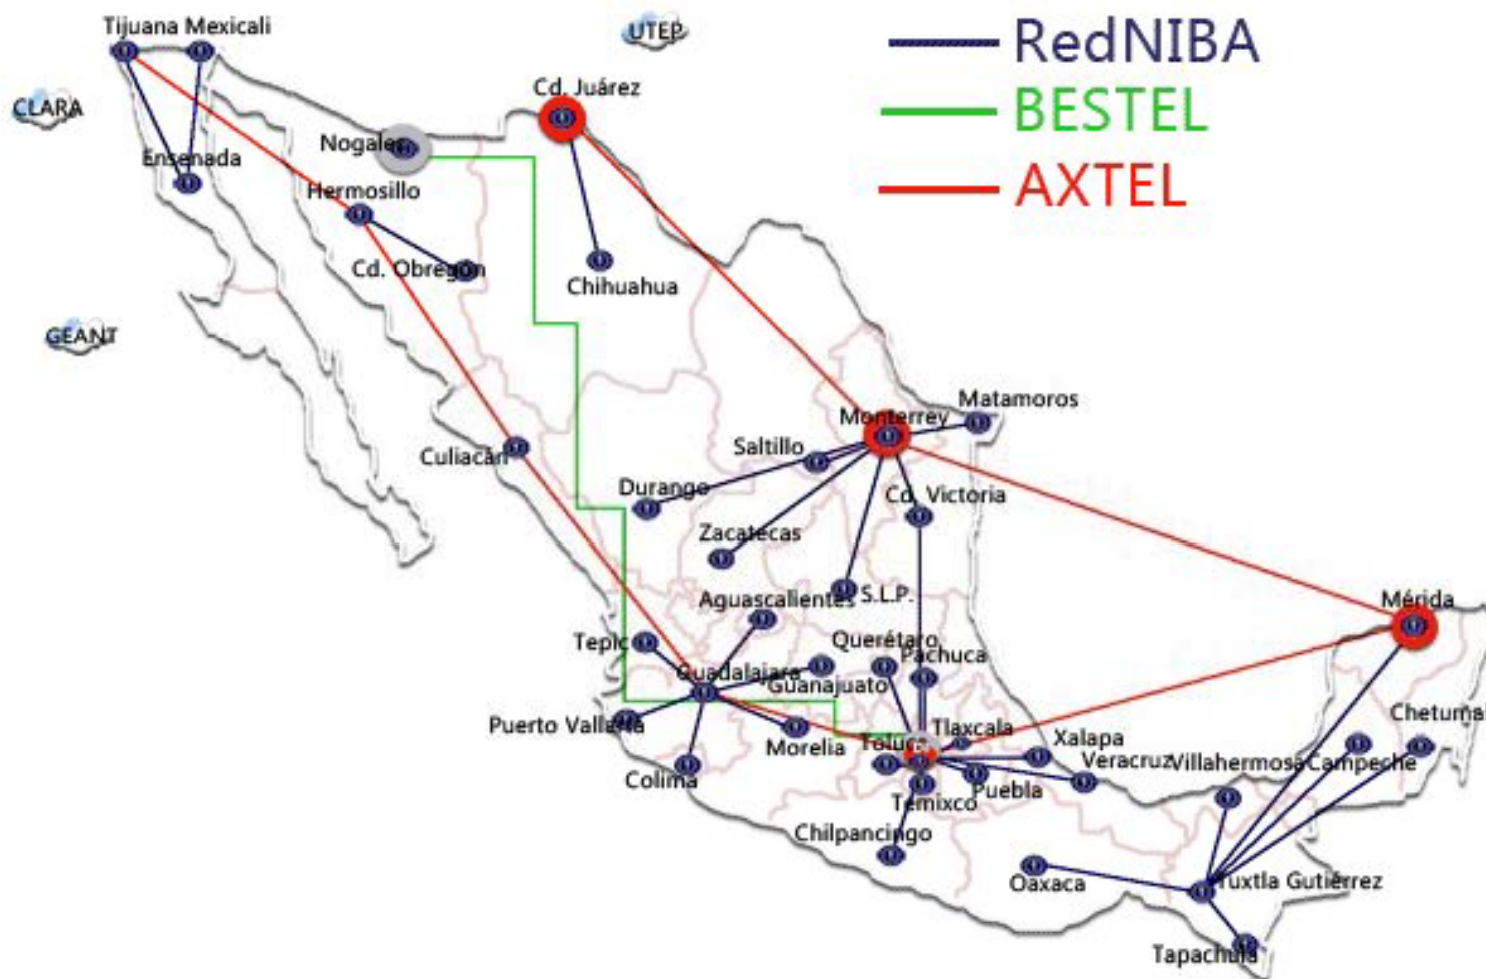 Tijuana Mexicali
UTEP
RedNIBA
CLARA
Cd. Juárez
BESTEL
Nogales
Ensenada
Hermosillo
AXTEL
Cd. Obregón
Chihuahua
GEANT
Matamoros
Monterrey
Saltillo
Culiacán
Durango
Cd. Victoria
Zacatecas
Aguascalientes
S.L.P.
Mérida
Tepic
Querétaro
Pachuca
Guadalajara
Guanajuato
Puerto Vallarta
Morelia
Toluca
Tlaxcala
Xalapa
Chetumal
Colima
Veracruz
Villahermosa
Campeche
Puebla
Temixco
Chilpancingo
Oaxaca
Tuxtla Gutiérrez
Tapachula